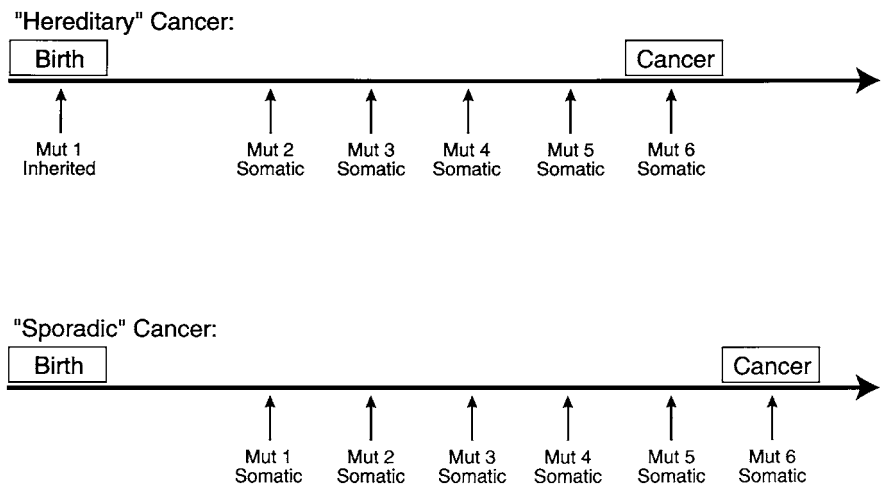 "Hereditary" Cancer:
Birth
Cancer
Mut 1
Inherited
Mut 2
Somatic
Mut 3
Somatic
Mut 4
Somatic
Mut 5
Somatic
Mut 6
Somatic
"Sporadic" Cancer:
Birth
Cancer
Mut 1
Somatic
Mut 2
Somatic
Mut 3
Somatic
Mut 4
Somatic
Mut 5
Somatic
Mut 6
Somatic